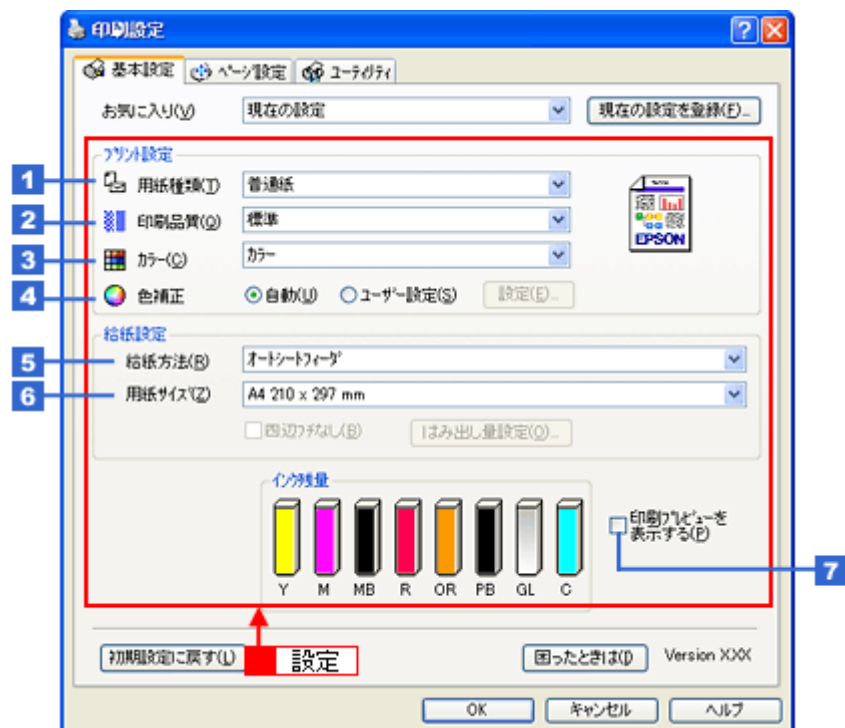 印刷設定
基本設定 ページ設定 ユーティリティ
お気に入り(V) 現在の設定 現在の設定を登録(F)...
プリント設定
1 用紙種類(T) 普通紙
2 印刷品質(Q) 標準
EPSON
3 カラー(C) カラー
4 色補正 自動(U) ユーザー設定(S) 設定(E)...
給紙設定
5 給紙方法(R) オートシートフィーダ
6 用紙サイズ(Z) A4 210 x 297 mm
四辺フチなし(B) はみ出し量設定(O)...
インク残量
印刷プレビューを
表示する(P)
7
Y M MB R OR PB GL C
初期設定に戻す(L) 設定 困ったときは(I) Version XXX
OK キャンセル ヘルプ